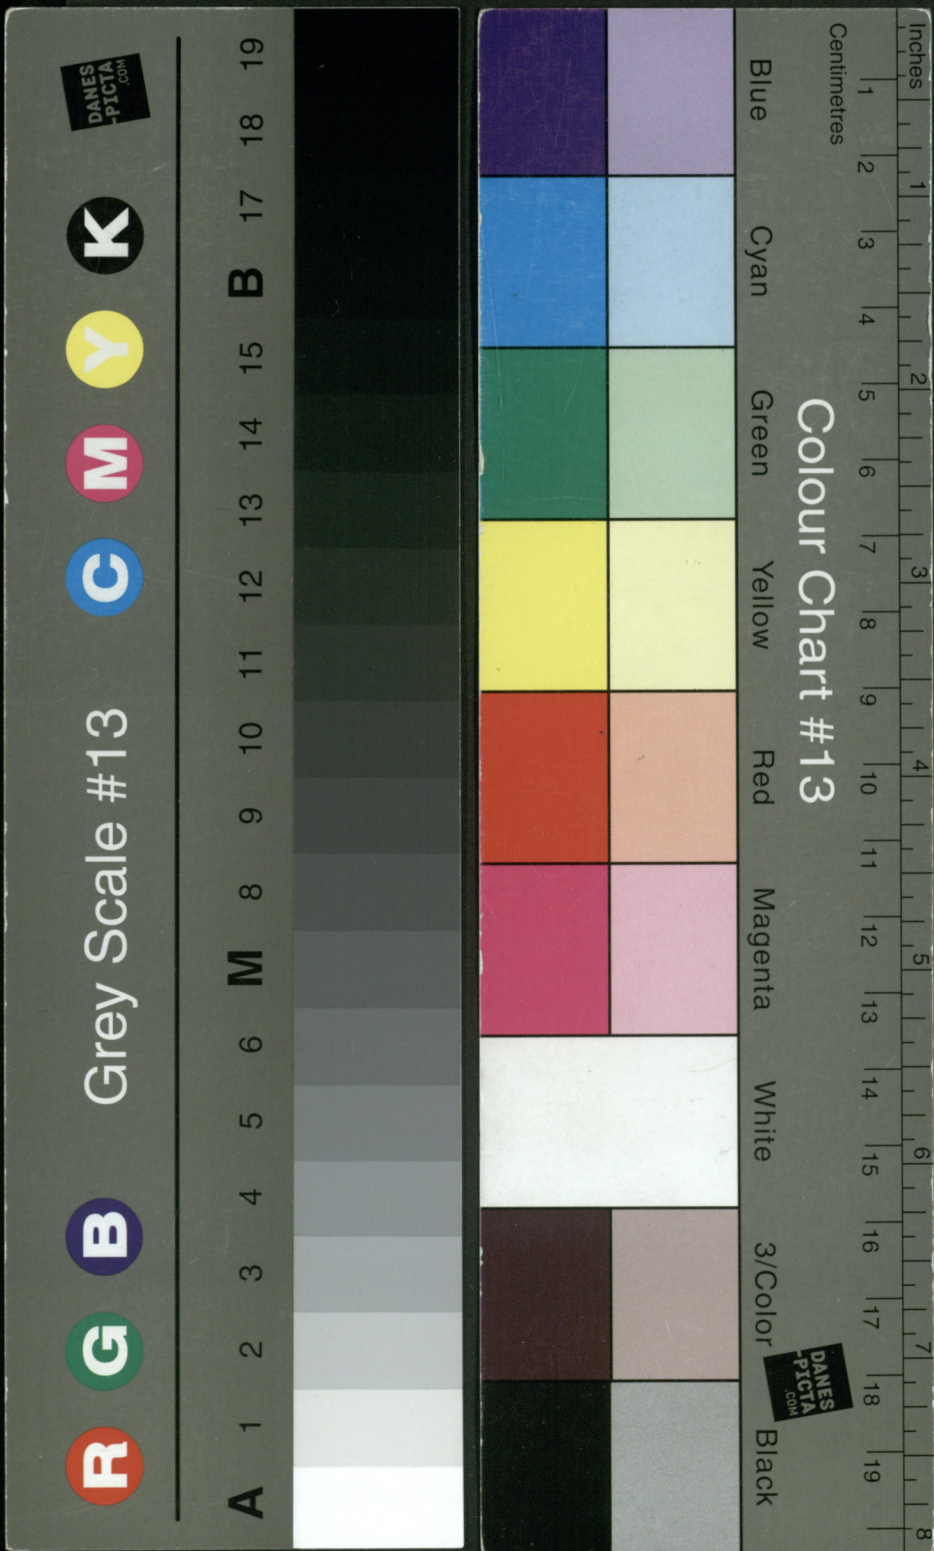 R G B Grey Scale #13 C M Y K
DANES
-PICTA
.COM
A 1 2 3 4 5 6 M 8 9 10 11 12 13 14 15 B 17 18 19
Inches 1 2 3 4 5 6 7 8
Centimetres 1 2 3 4 5 6 7 8 9 10 11 12 13 14 15 16 17 18 19
Colour Chart #13
DANES
-PICTA
.COM
Blue Cyan Green Yellow Red Magenta White 3/Color Black